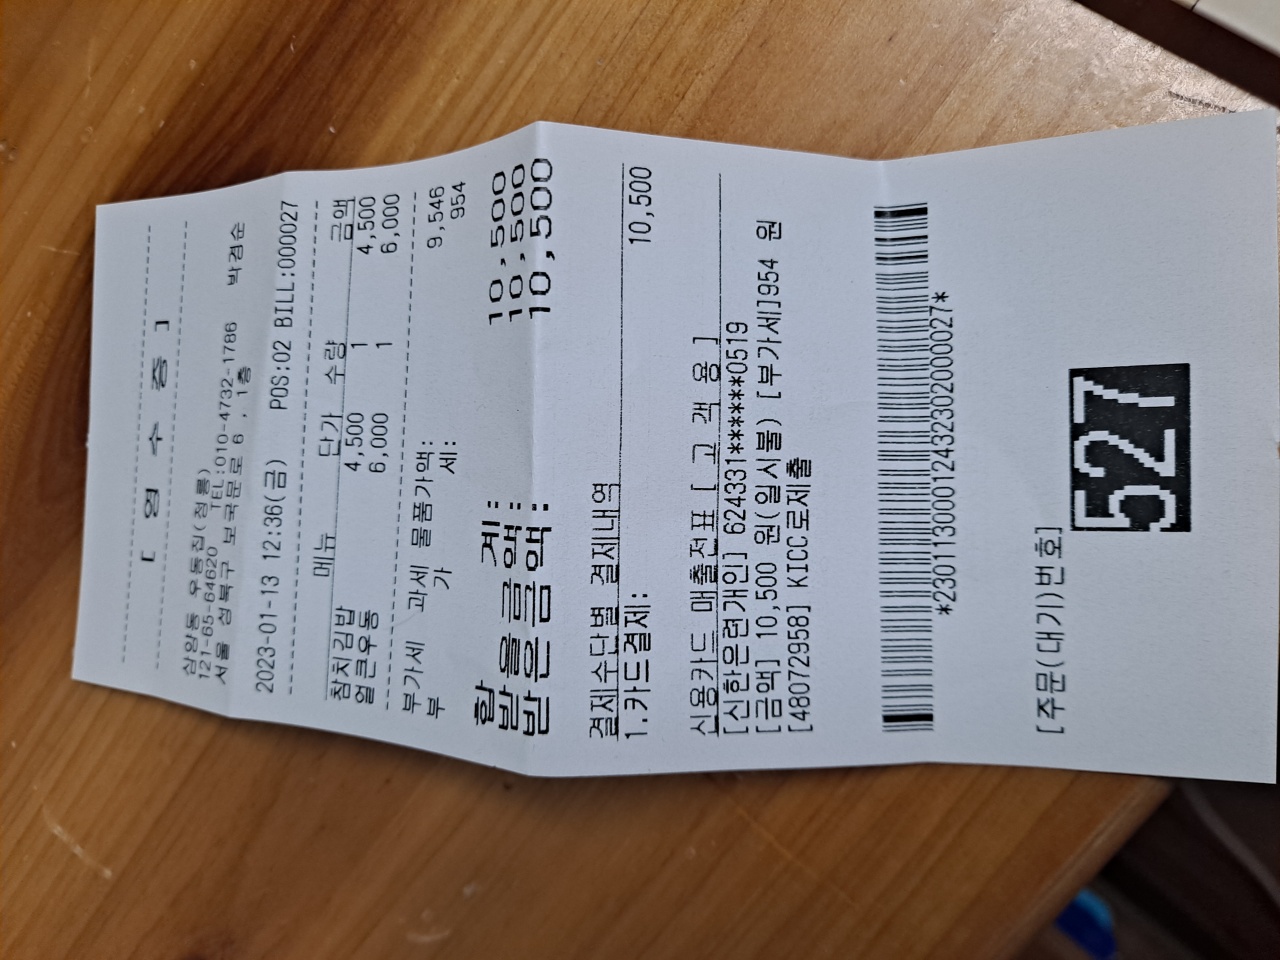 [ 영 수 증 ]
삼양동 우동진(정릉)
121-65-64620 TEL:010-4732-1786 박경순
서울 성북구 보국문로 6 , 1층
2023-01-13 12:36(금) POS:02 BILL:000027
메뉴 단가 수량 금액
참치김밥 4,500 1 4,500
얼큰우동 6,000 1 6,000
부가세 과세 물품가액: 9,546
부 가 세: 954
합 계: 10,500
받을금액: 10,500
받은금액: 10,500
결제수단별 결제내역
1.카드결제: 10,500
신용카드 매출전표 [ 고 객 용 ]
[신한은련개인] 624331******0519
[금액] 10,500 원(일시불) [부가세]954 원
[48072958] KICC로제출
*23011300012432302000027*
[주문(대기)번호]
527